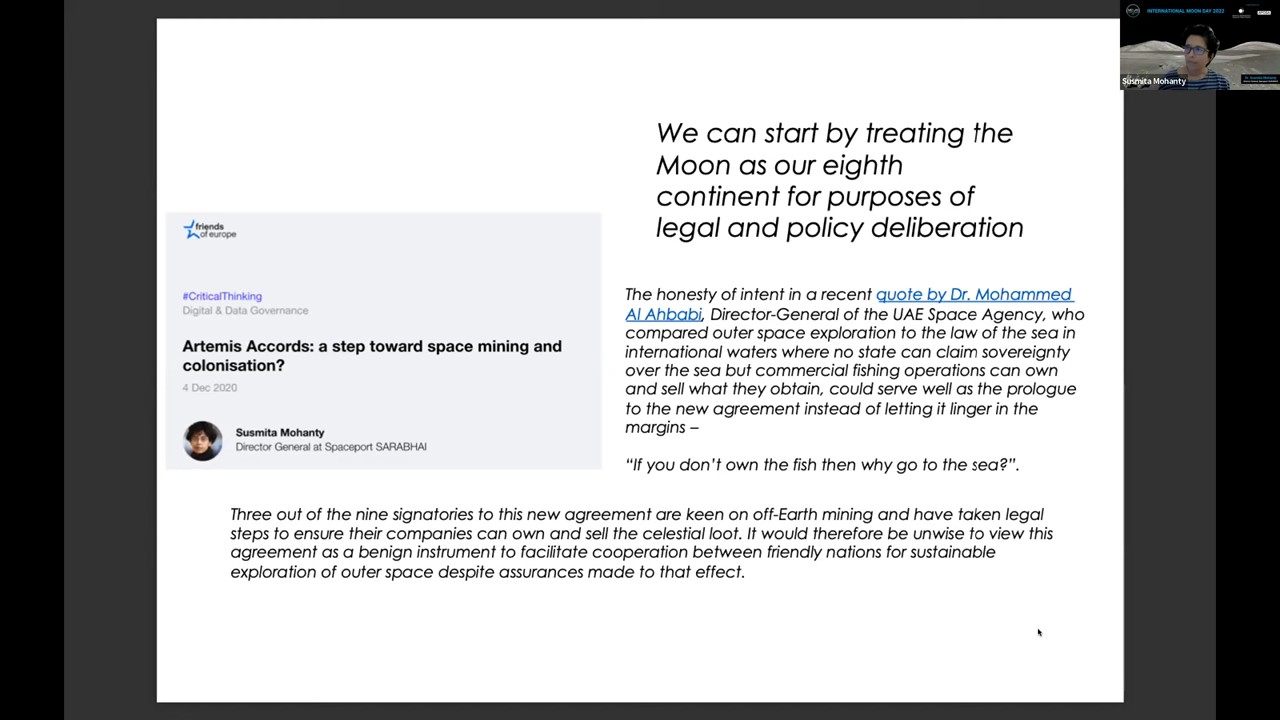 INTERNATIONAL MOON DAY 2022
Susmita Mohanty
We can start by treating the
Moon as our eighth
continent for purposes of
legal and policy deliberation
friends
of europe
#CriticalThinking
Digital & Data Governance
Artemis Accords: a step toward space mining and
colonisation?
4 Dec 2020
Susmita Mohanty
Director General at Spaceport SARABHAI
The honesty of intent in a recent quote by Dr. Mohammed
Al Ahbabi, Director-General of the UAE Space Agency, who
compared outer space exploration to the law of the sea in
international waters where no state can claim sovereignty
over the sea but commercial fishing operations can own
and sell what they obtain, could serve well as the prologue
to the new agreement instead of letting it linger in the
margins –
“If you don’t own the fish then why go to the sea?”.
Three out of the nine signatories to this new agreement are keen on off-Earth mining and have taken legal
steps to ensure their companies can own and sell the celestial loot. It would therefore be unwise to view this
agreement as a benign instrument to facilitate cooperation between friendly nations for sustainable
exploration of outer space despite assurances made to that effect.